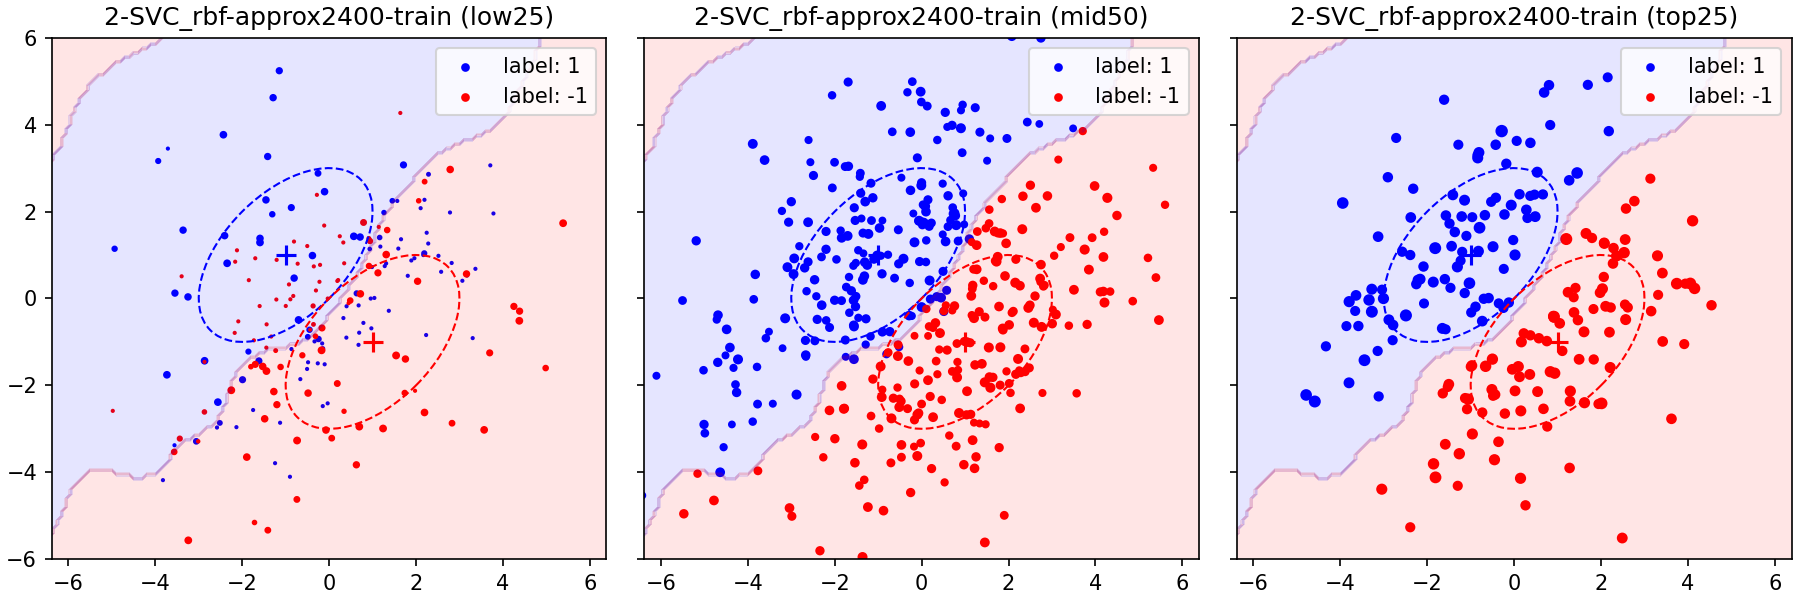 2-SVC_rbf-approx2400-train (low25)
2-SVC_rbf-approx2400-train (mid50)
2-SVC_rbf-approx2400-train (top25)
label: 1
label: -1
label: 1
label: -1
label: 1
label: -1
6
4
2
0
−2
−4
−6
−6 −4 −2 0 2 4 6
−6 −4 −2 0 2 4 6
−6 −4 −2 0 2 4 6